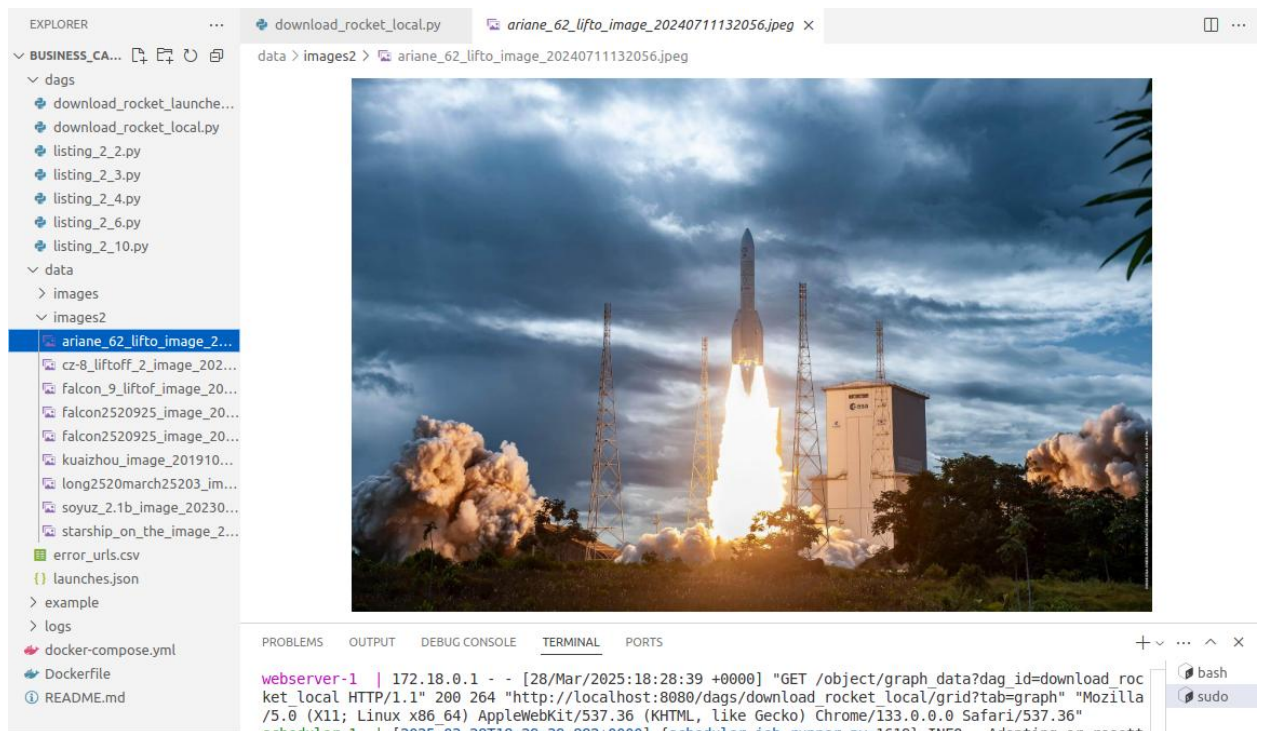 EXPLORER ...
BUSINESS_CA...
dags
download_rocket_launche...
download_rocket_local.py
listing_2_2.py
listing_2_3.py
listing_2_4.py
listing_2_6.py
listing_2_10.py
data
images
images2
ariane_62_lifto_image_2...
cz-8_liftoff_2_image_202...
falcon_9_liftof_image_20...
falcon2520925_image_20...
falcon2520925_image_20...
kuaizhou_image_201910...
long2520march25203_im...
soyuz_2.1b_image_20230...
starship_on_the_image_2...
error_urls.csv
launches.json
example
logs
docker-compose.yml
Dockerfile
README.md
download_rocket_local.py ariane_62_lifto_image_20240711132056.jpeg
data > images2 > ariane_62_lifto_image_20240711132056.jpeg
esa
PROBLEMS OUTPUT DEBUG CONSOLE TERMINAL PORTS
webserver-1 | 172.18.0.1 - - [28/Mar/2025:18:28:39 +0000] "GET /object/graph_data?dag_id=download_roc
ket_local HTTP/1.1" 200 264 "http://localhost:8080/dags/download_rocket_local/grid?tab=graph" "Mozilla
/5.0 (X11; Linux x86_64) AppleWebKit/537.36 (KHTML, like Gecko) Chrome/133.0.0.0 Safari/537.36"
bash
sudo